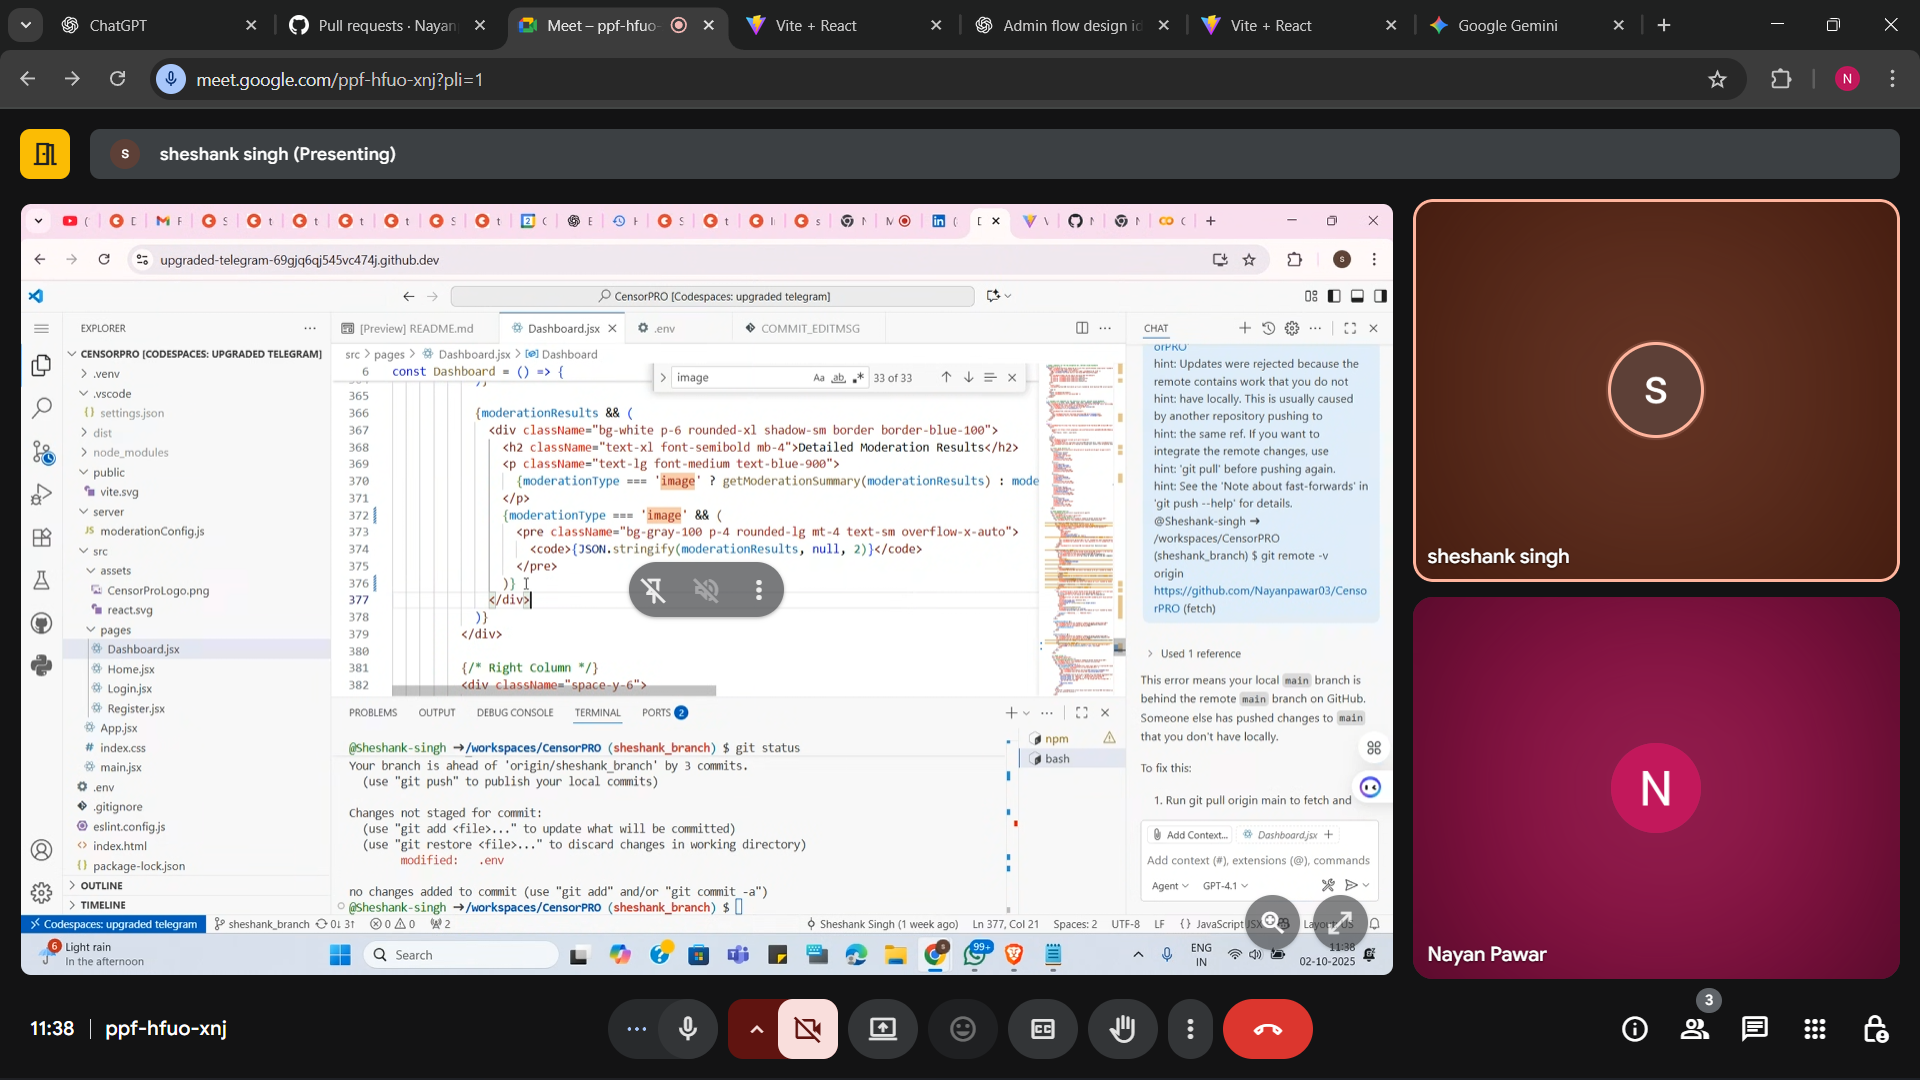 ChatGPT
Pull requests · Nayan
Meet – ppf-hfuo-
Vite + React
Admin flow design id
Vite + React
Google Gemini
meet.google.com/ppf-hfuo-xnj?pli=1
N
S
sheshank singh (Presenting)
upgraded-telegram-69gjq6qj545vc474j.github.dev
CensorPRO [Codespaces: upgraded telegram]
EXPLORER
[Preview] README.md
Dashboard.jsx
.env
COMMIT_EDITMSG
CHAT
CENSORPRO [CODESPACES: UPGRADED TELEGRAM]
.venv
.vscode
settings.json
dist
node_modules
public
vite.svg
server
JS moderationConfig.js
src
assets
CensorProLogo.png
react.svg
pages
Dashboard.jsx
Home.jsx
Login.jsx
Register.jsx
App.jsx
# index.css
main.jsx
.env
.gitignore
eslint.config.js
index.html
package-lock.json
OUTLINE
TIMELINE
src > pages > Dashboard.jsx > Dashboard
6 const Dashboard = () => {
image
Aa ab
33 of 33
365
366 {moderationResults && (
367 <div className="bg-white p-6 rounded-xl shadow-sm border border-blue-100">
368 <h2 className="text-xl font-semibold mb-4">Detailed Moderation Results</h2>
369 <p className="text-lg font-medium text-blue-900">
370 {moderationType === 'image' ? getModerationSummary(moderationResults) : mode
371 </p>
372 {moderationType === 'image' && (
373 <pre className="bg-gray-100 p-4 rounded-lg mt-4 text-sm overflow-x-auto">
374 <code>{JSON.stringify(moderationResults, null, 2)}</code>
375 </pre>
376 )}
377 </div>
378 )}
379 </div>
380
381 {/* Right Column */}
382 <div className="space-y-6">
PROBLEMS
OUTPUT
DEBUG CONSOLE
TERMINAL
PORTS 2
@Sheshank-singh ➜/workspaces/CensorPRO (sheshank_branch) $ git status
Your branch is ahead of 'origin/sheshank_branch' by 3 commits.
(use "git push" to publish your local commits)
Changes not staged for commit:
(use "git add <file>..." to update what will be committed)
(use "git restore <file>..." to discard changes in working directory)
modified: .env
no changes added to commit (use "git add" and/or "git commit -a")
@Sheshank-singh ➜/workspaces/CensorPRO (sheshank_branch) $
npm
bash
orPRO
hint: Updates were rejected because the
remote contains work that you do not
hint: have locally. This is usually caused
by another repository pushing to
hint: the same ref. If you want to
integrate the remote changes, use
hint: 'git pull' before pushing again.
hint: See the 'Note about fast-forwards' in
'git push --help' for details.
@Sheshank-singh ➜
/workspaces/CensorPRO
(sheshank_branch) $ git remote -v
origin
https://github.com/Nayanpawar03/Censo
rPRO (fetch)
Used 1 reference
This error means your local main branch is
behind the remote main branch on GitHub.
Someone else has pushed changes to main
that you don't have locally.
To fix this:
1. Run git pull origin main to fetch and
Add Context...
Dashboard.jsx
Add context (#), extensions (@), commands
Agent
GPT-4.1
Codespaces: upgraded telegram
sheshank_branch 0↓ 3↑
0 0
2
Sheshank Singh (1 week ago)
Ln 377, Col 21
Spaces: 2
UTF-8
LF
JavaScript JSX
Layout: US
6
Light rain
In the afternoon
Search
99+
ENG
IN
11:38
02-10-2025
S
sheshank singh
N
Nayan Pawar
11:38
ppf-hfuo-xnj
3